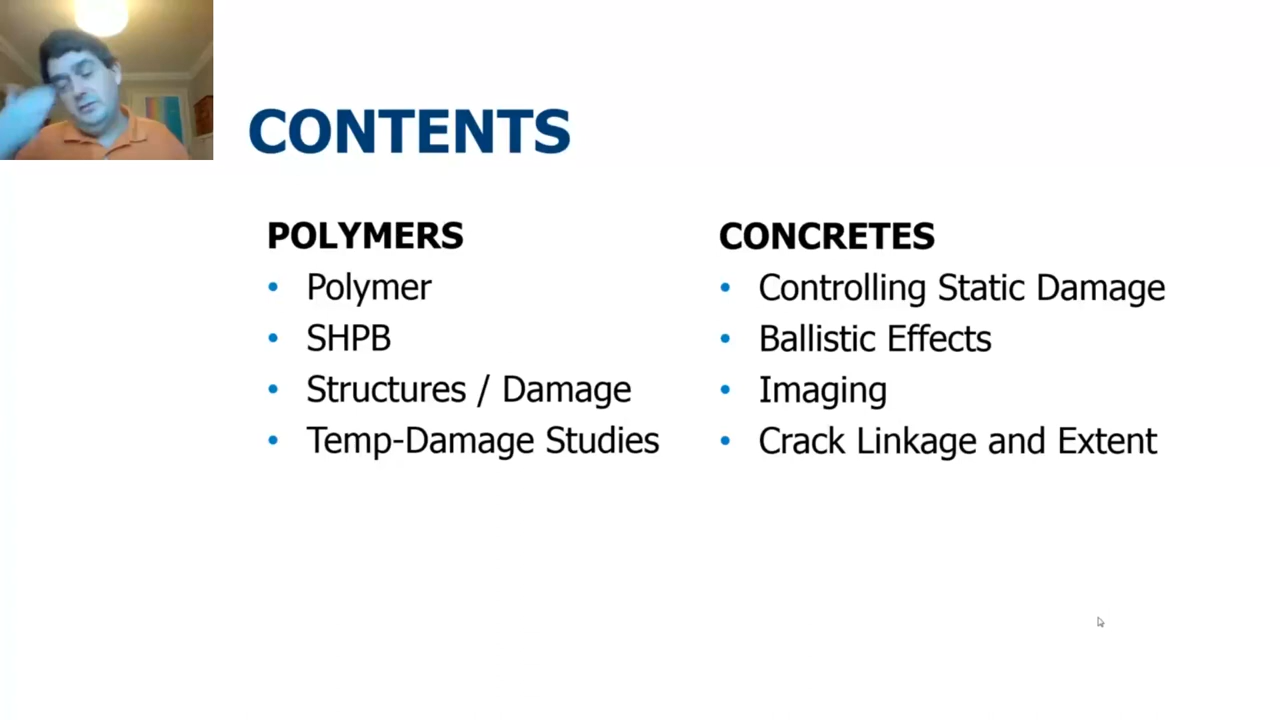 CONTENTS
POLYMERS
• Polymer
• SHPB
• Structures / Damage
• Temp-Damage Studies
CONCRETES
• Controlling Static Damage
• Ballistic Effects
• Imaging
• Crack Linkage and Extent